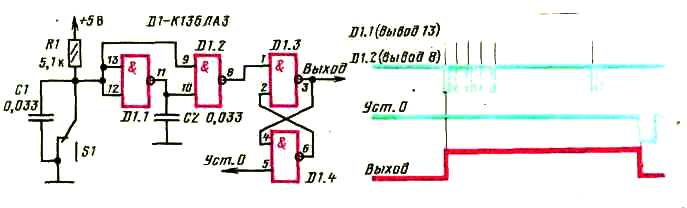 +5 В
D1-К136ЛА3
R1
5,1 к
C1
0,033
S1
13
12
&
11
D1.1
D1.2
9
10
&
8
C2 0,033
D1.3
1
2
&
3
Выход
4
5
&
6
D1.4
Уст.0
D1.1 (вывод 13)
D1.2 (вывод 8)
Уст.0
Выход